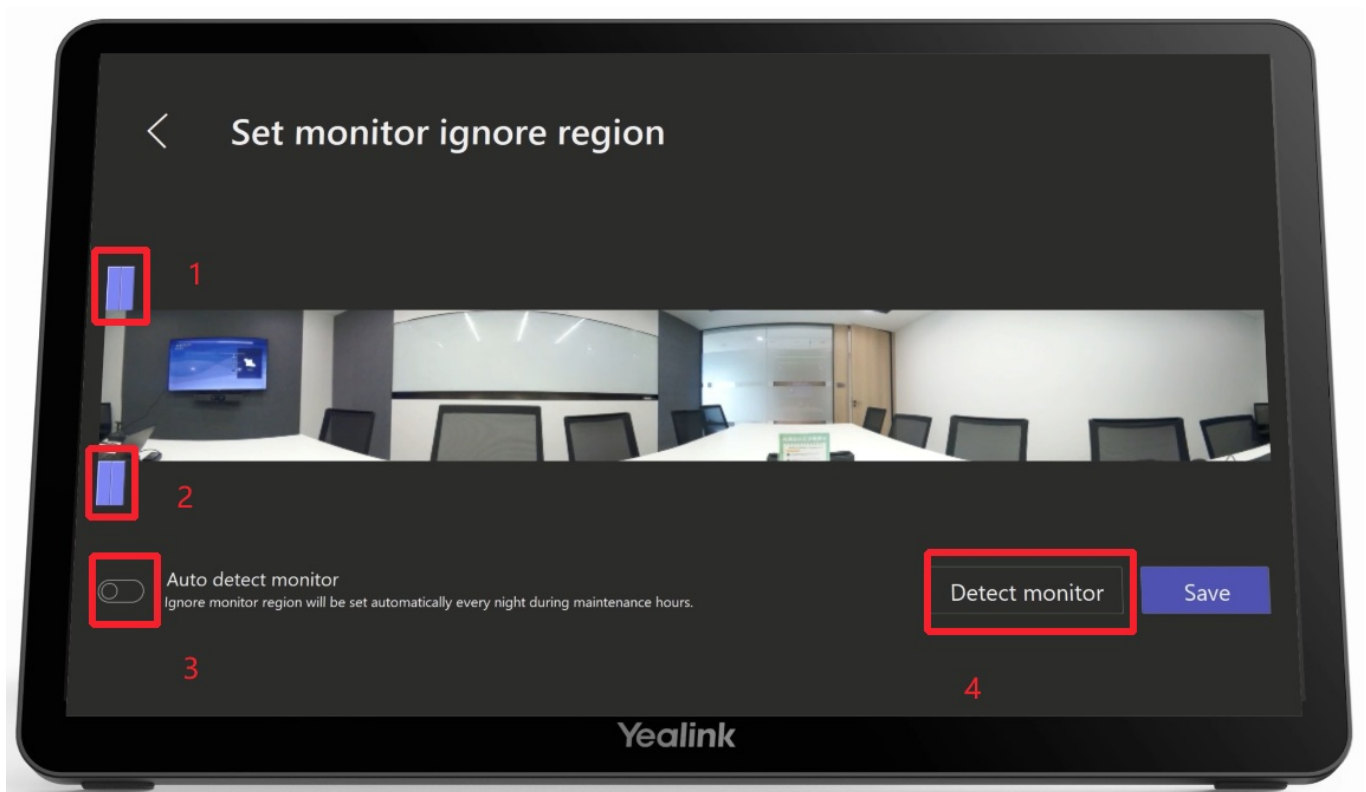 Set monitor ignore region
1
2
Auto detect monitor
Ignore monitor region will be set automatically every night during maintenance hours.
Detect monitor
Save
3
4
Yealink